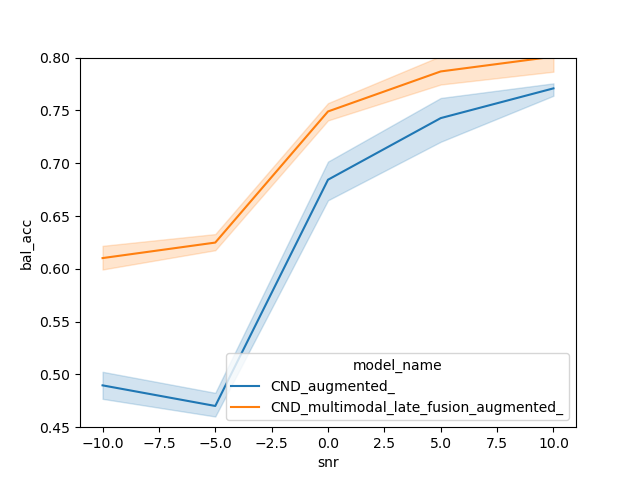 0.80
0.75
0.70
0.65
0.60
0.55
0.50
0.45
bal_acc
model_name
CND_augmented_
CND_multimodal_late_fusion_augmented_
−10.0 −7.5 −5.0 −2.5 0.0 2.5 5.0 7.5 10.0
snr